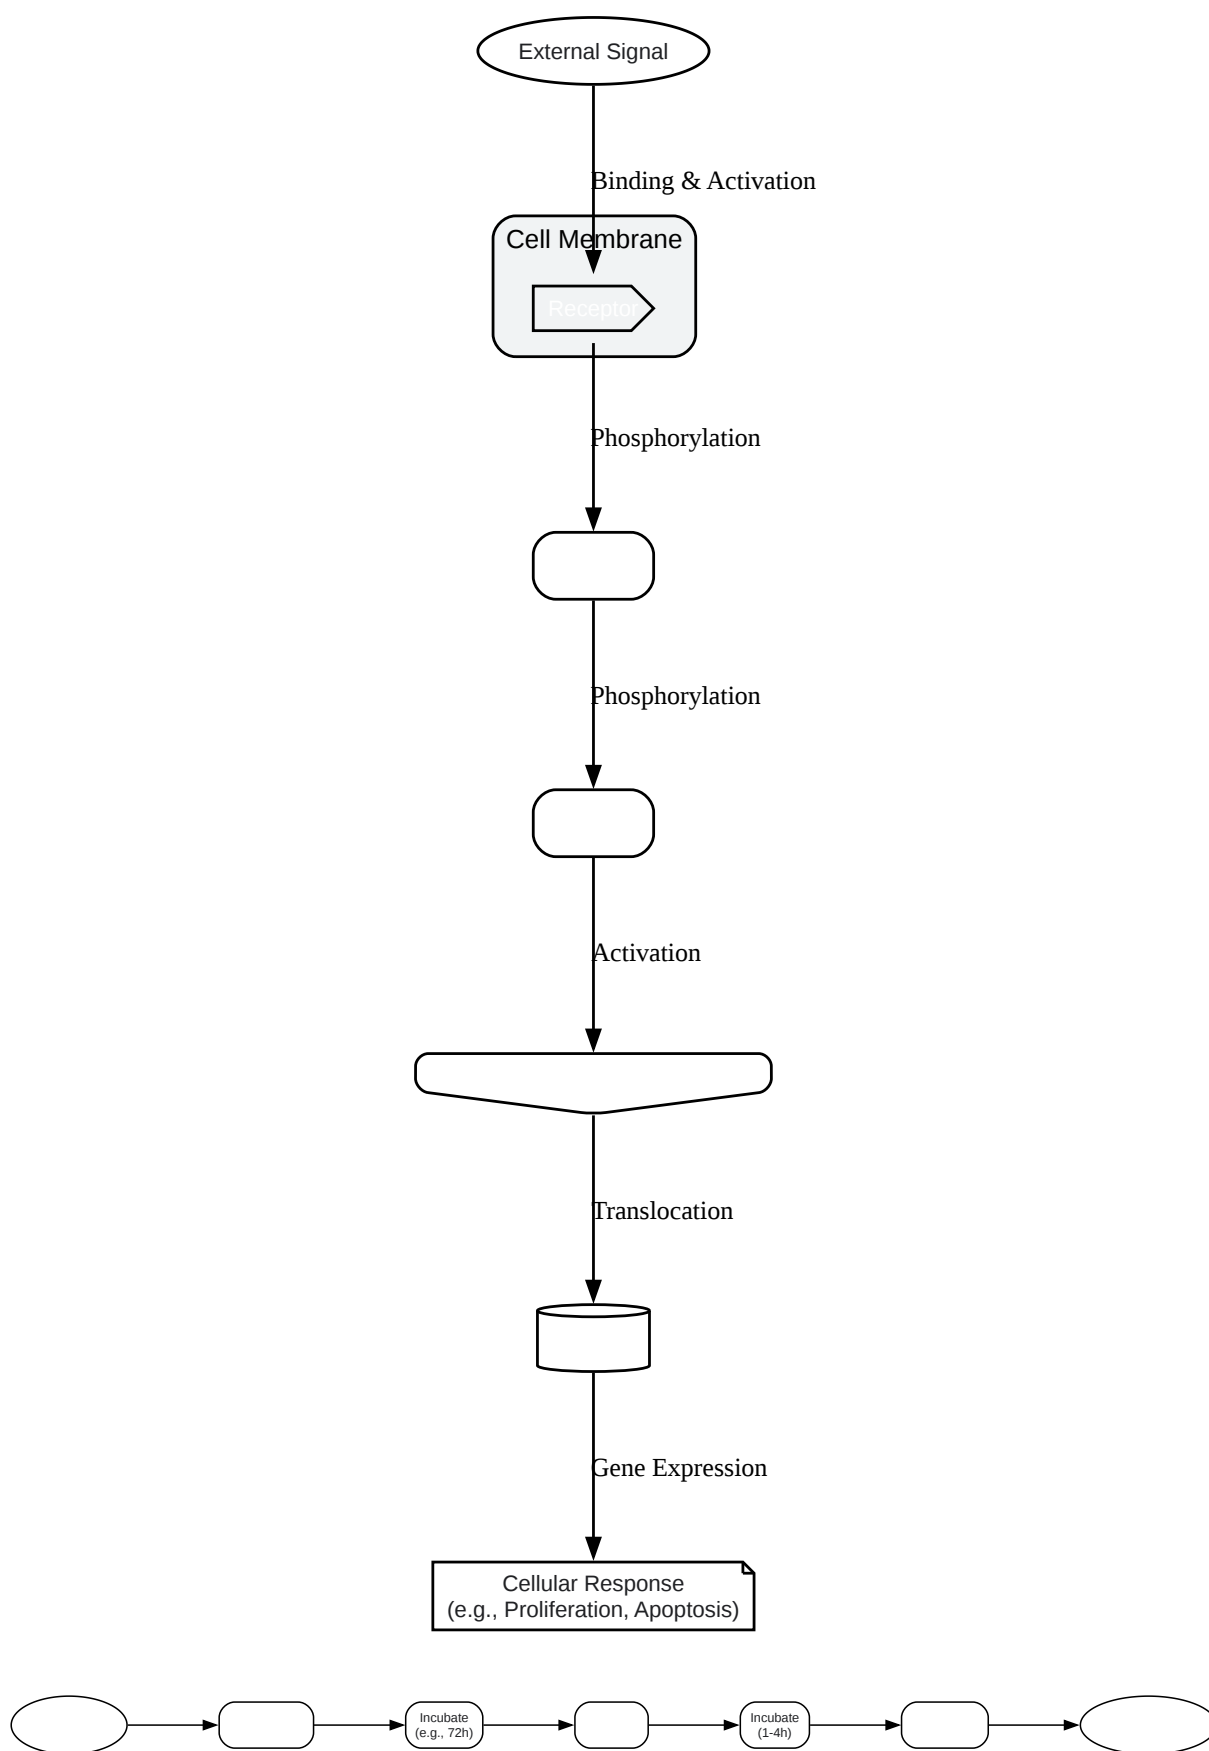 External Signal
Binding & Activation
Cell Membrane
Receptor
Phosphorylation
Phosphorylation
Activation
Translocation
Gene Expression
Cellular Response
(e.g., Proliferation, Apoptosis)
Incubate
(e.g., 72h)
Incubate
(1-4h)